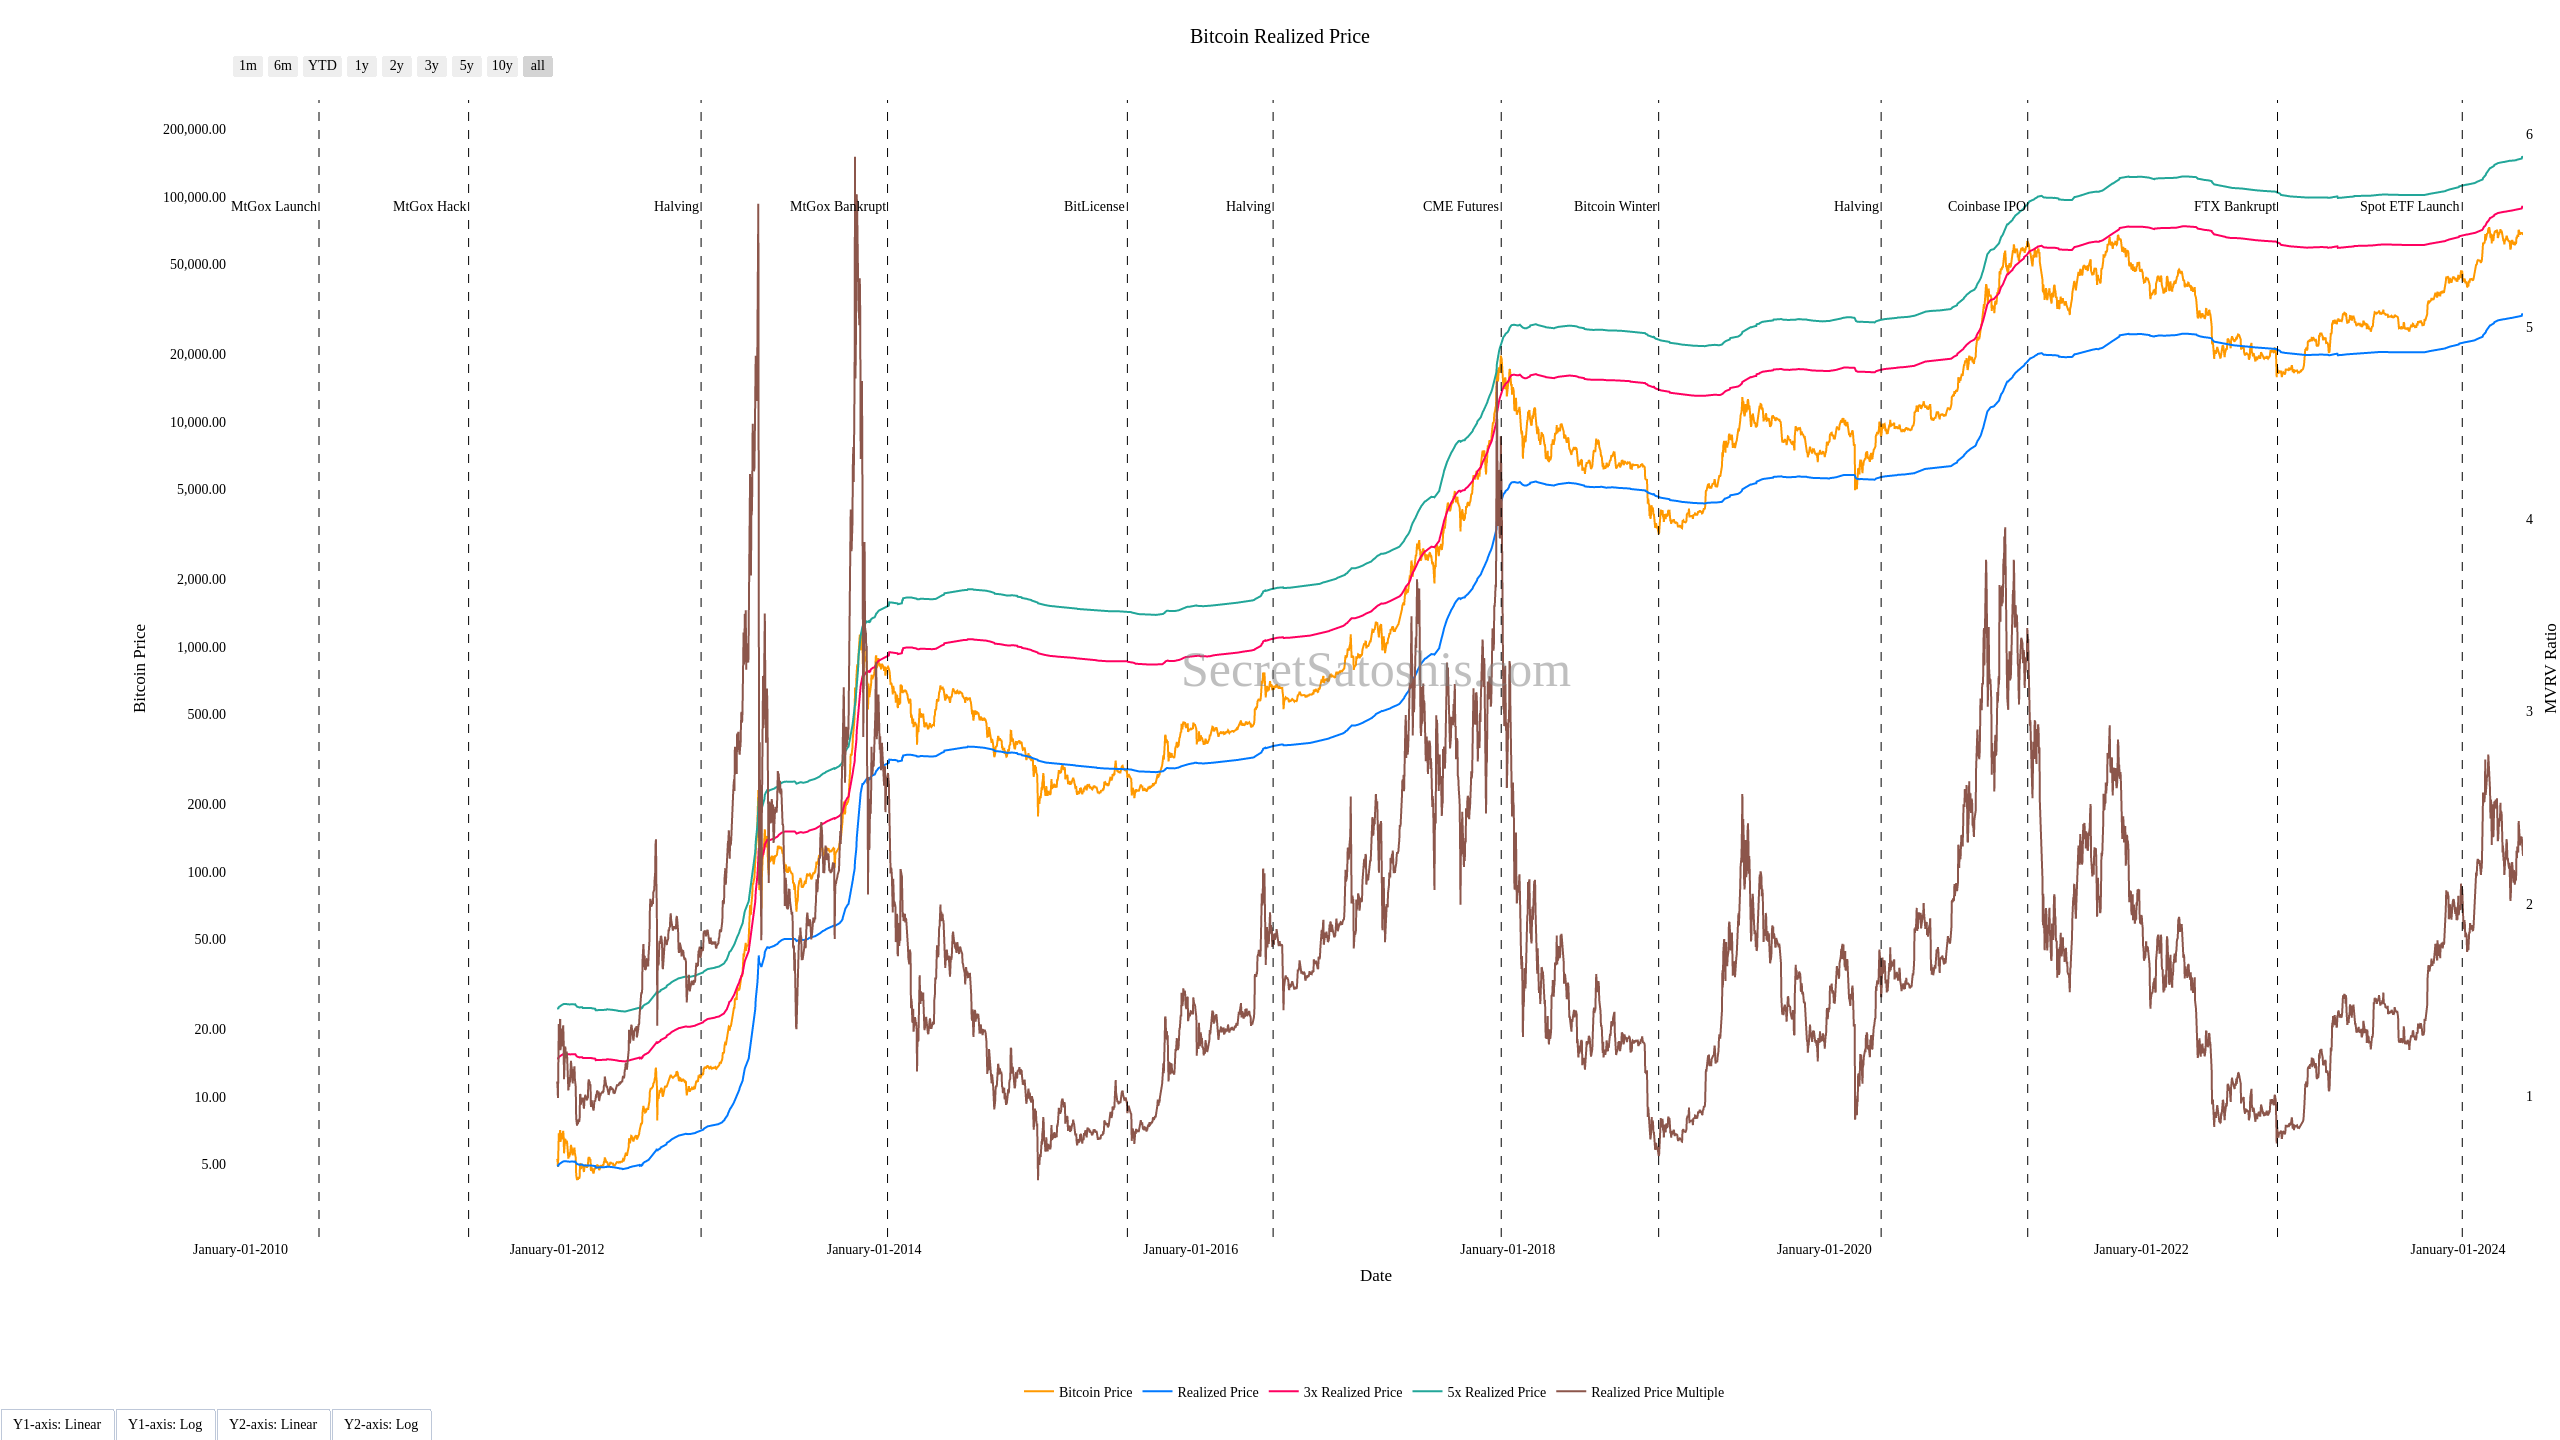 Bitcoin Realized Price
1m 6m YTD 1y 2y 3y 5y 10y all
200,000.00
100,000.00
50,000.00
20,000.00
10,000.00
5,000.00
2,000.00
1,000.00
500.00
200.00
100.00
50.00
20.00
10.00
5.00
Bitcoin Price
MtGox Launch MtGox Hack Halving MtGox Bankrupt BitLicense Halving CME Futures Bitcoin Winter Halving Coinbase IPO FTX Bankrupt Spot ETF Launch
SecretSatoshis.com
6
5
4
3
2
1
MVRV Ratio
January-01-2010 January-01-2012 January-01-2014 January-01-2016 January-01-2018 January-01-2020 January-01-2022 January-01-2024
Date
Bitcoin Price Realized Price 3x Realized Price 5x Realized Price Realized Price Multiple
Y1-axis: Linear Y1-axis: Log Y2-axis: Linear Y2-axis: Log